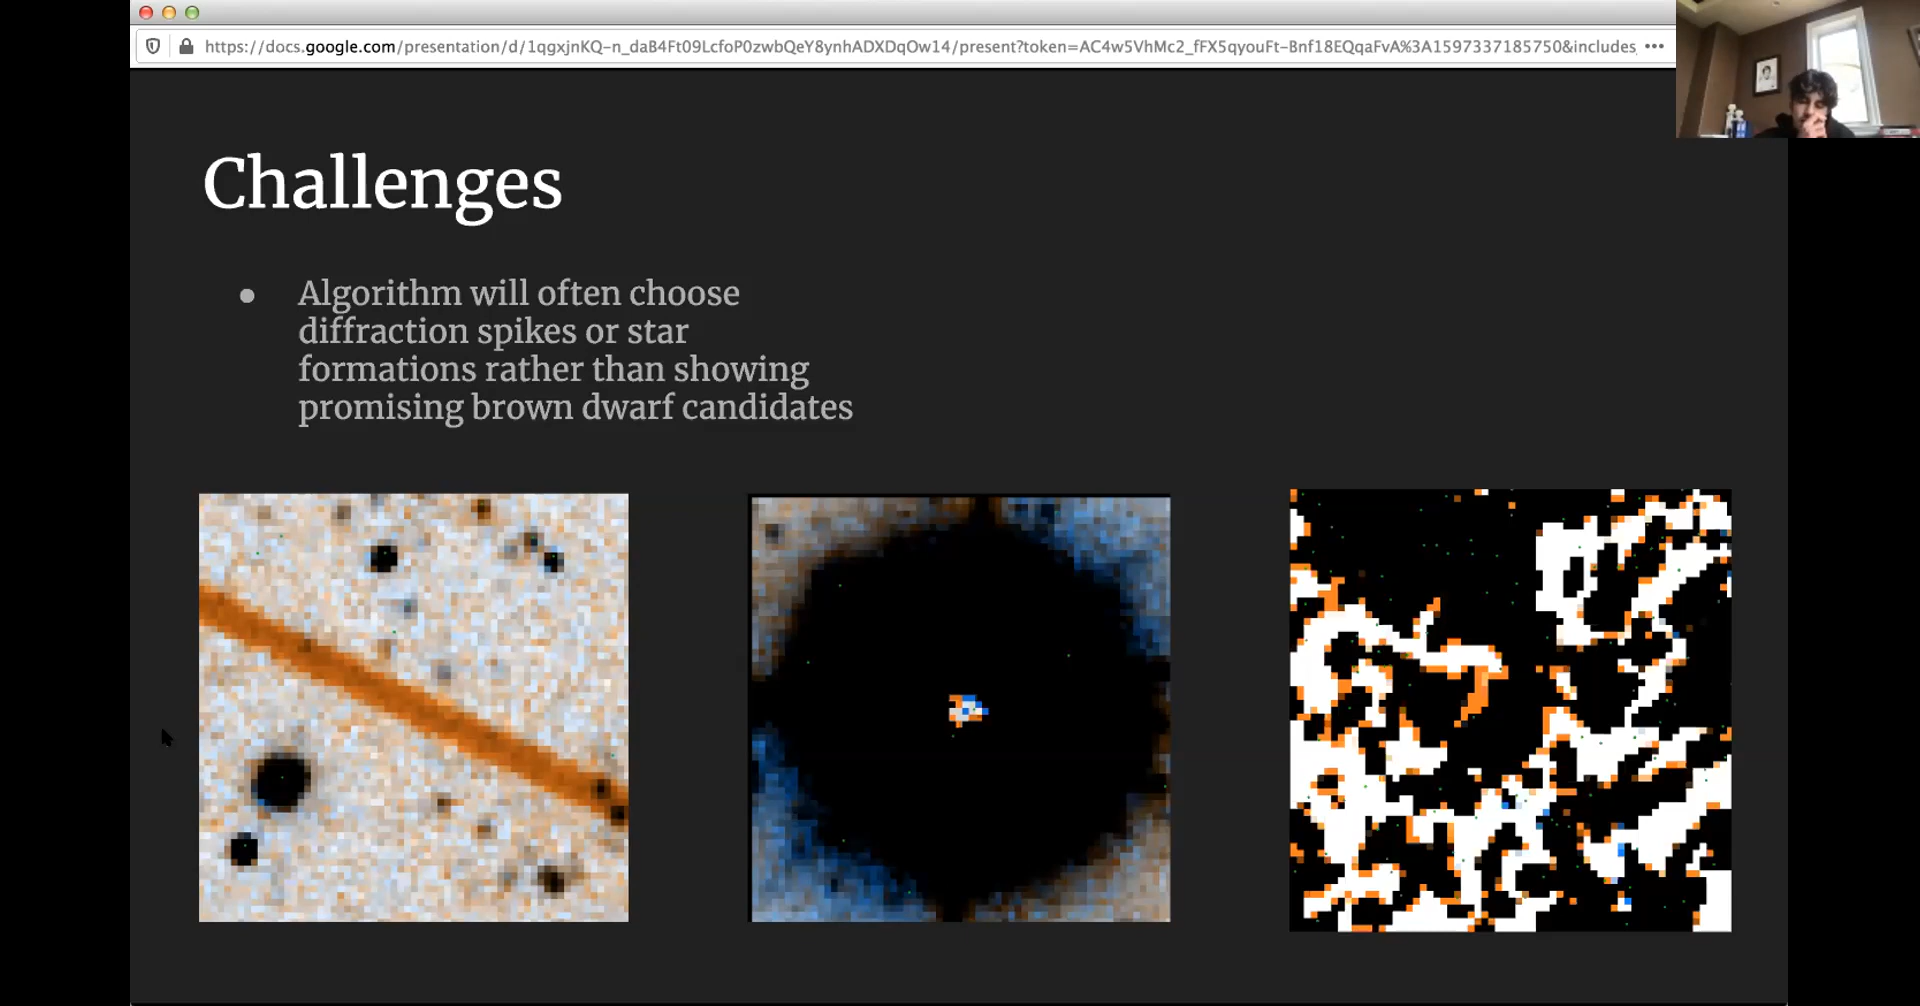 https://docs.google.com/presentation/d/1qgxjnKQ-n_daB4Ft09LcfoP0zwbQeY8ynhADXDqOw14/present?token=AC4w5VhMc2_fFX5qyouFt-Bnf18EQqaFvA%3A1597337185750&includes
Challenges
● Algorithm will often choose
diffraction spikes or star
formations rather than showing
promising brown dwarf candidates